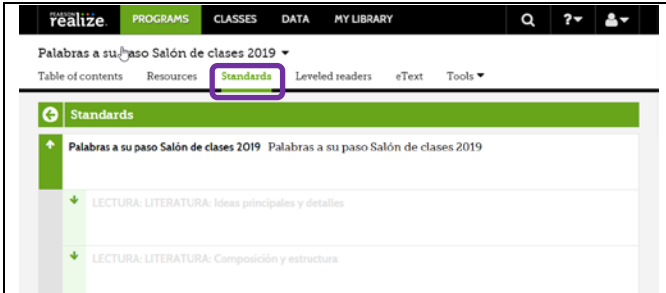 PEARSON
realize. PROGRAMS CLASSES DATA MY LIBRARY ?
Palabras a su paso Salón de clases 2019
Table of contents Resources Standards Leveled readers eText Tools
Standards
Palabras a su paso Salón de clases 2019 Palabras a su paso Salón de clases 2019
LECTURA: LITERATURA: Ideas principales y detalles
LECTURA: LITERATURA: Composición y estructura